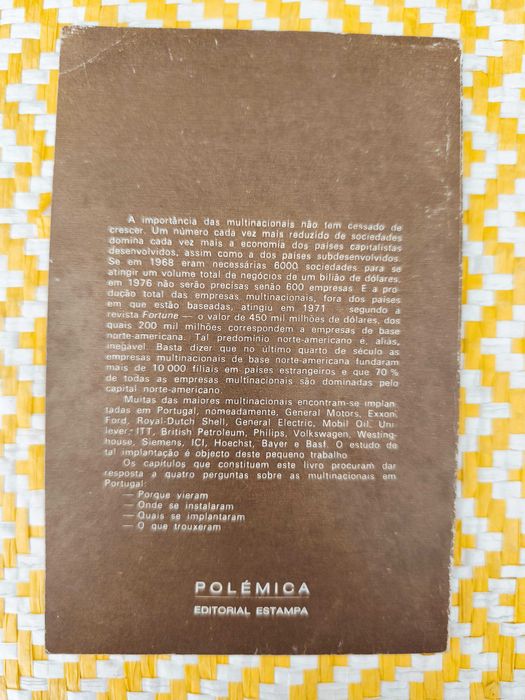 A importância das multinacionais não tem cessado de
crescer. Um número cada vez mais reduzido de sociedades
domina cada vez mais a economia dos países capitalistas
desenvolvidos, assim como a dos países subdesenvolvidos.
Se em 1968 eram necessárias 6000 sociedades para se
atingir um volume total de negócios de um bilião de dólares,
em 1976 não serão precisas senão 600 empresas. E a pro-
dução total das empresas multinacionais, fora dos países
em que estão baseadas, atingiu em 1971 — segundo a
revista Fortune — o valor de 450 mil milhões de dólares, dos
quais 200 mil milhões correspondem a empresas de base
norte-americana. Tal predomínio norte-americano é, aliás,
inegável. Basta dizer que no último quarto de século as
empresas multinacionais de base norte-americana fundaram
mais de 10 000 filiais em países estrangeiros e que 70 %
de todas as empresas multinacionais são dominadas pelo
capital norte-americano.
Muitas das maiores multinacionais encontram-se implan-
tadas em Portugal, nomeadamente, General Motors, Exxon,
Ford, Royal-Dutch Shell, General Electric, Mobil Oil, Uni-
lever, ITT, British Petroleum, Philips, Volkswagen, Westing-
house, Siemens, ICI, Hoechst, Bayer e Basf. O estudo de
tal implantação é objecto deste pequeno trabalho
Os capítulos que constituem este livro procuram dar
resposta a quatro perguntas sobre as multinacionais em
Portugal:
— Porque vieram
— Onde se instalaram
— Quais se implantaram
— O que trouxeram
POLÉMICA
EDITORIAL ESTAMPA